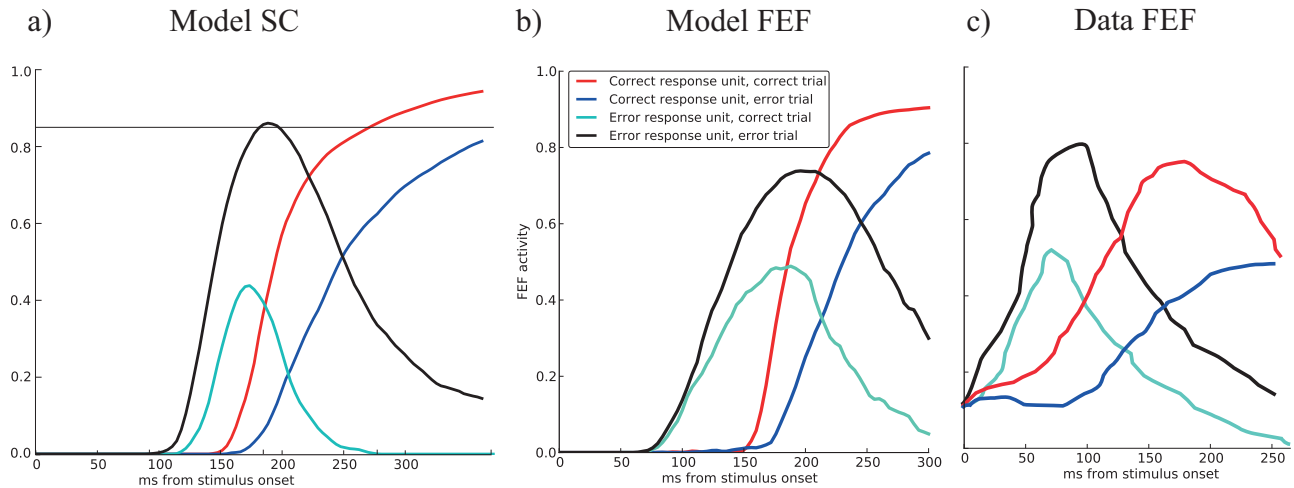 a) Model SC
1.0
0.8
0.6
0.4
0.2
0.0
0 50 100 150 200 250 300
ms from stimulus onset
b) Model FEF
FEF activity
1.0
0.8
0.6
0.4
0.2
0.0
Correct response unit, correct trial
Correct response unit, error trial
Error response unit, correct trial
Error response unit, error trial
0 50 100 150 200 250 300
ms from stimulus onset
c) Data FEF
0 50 100 150 200 250
ms from stimulus onset